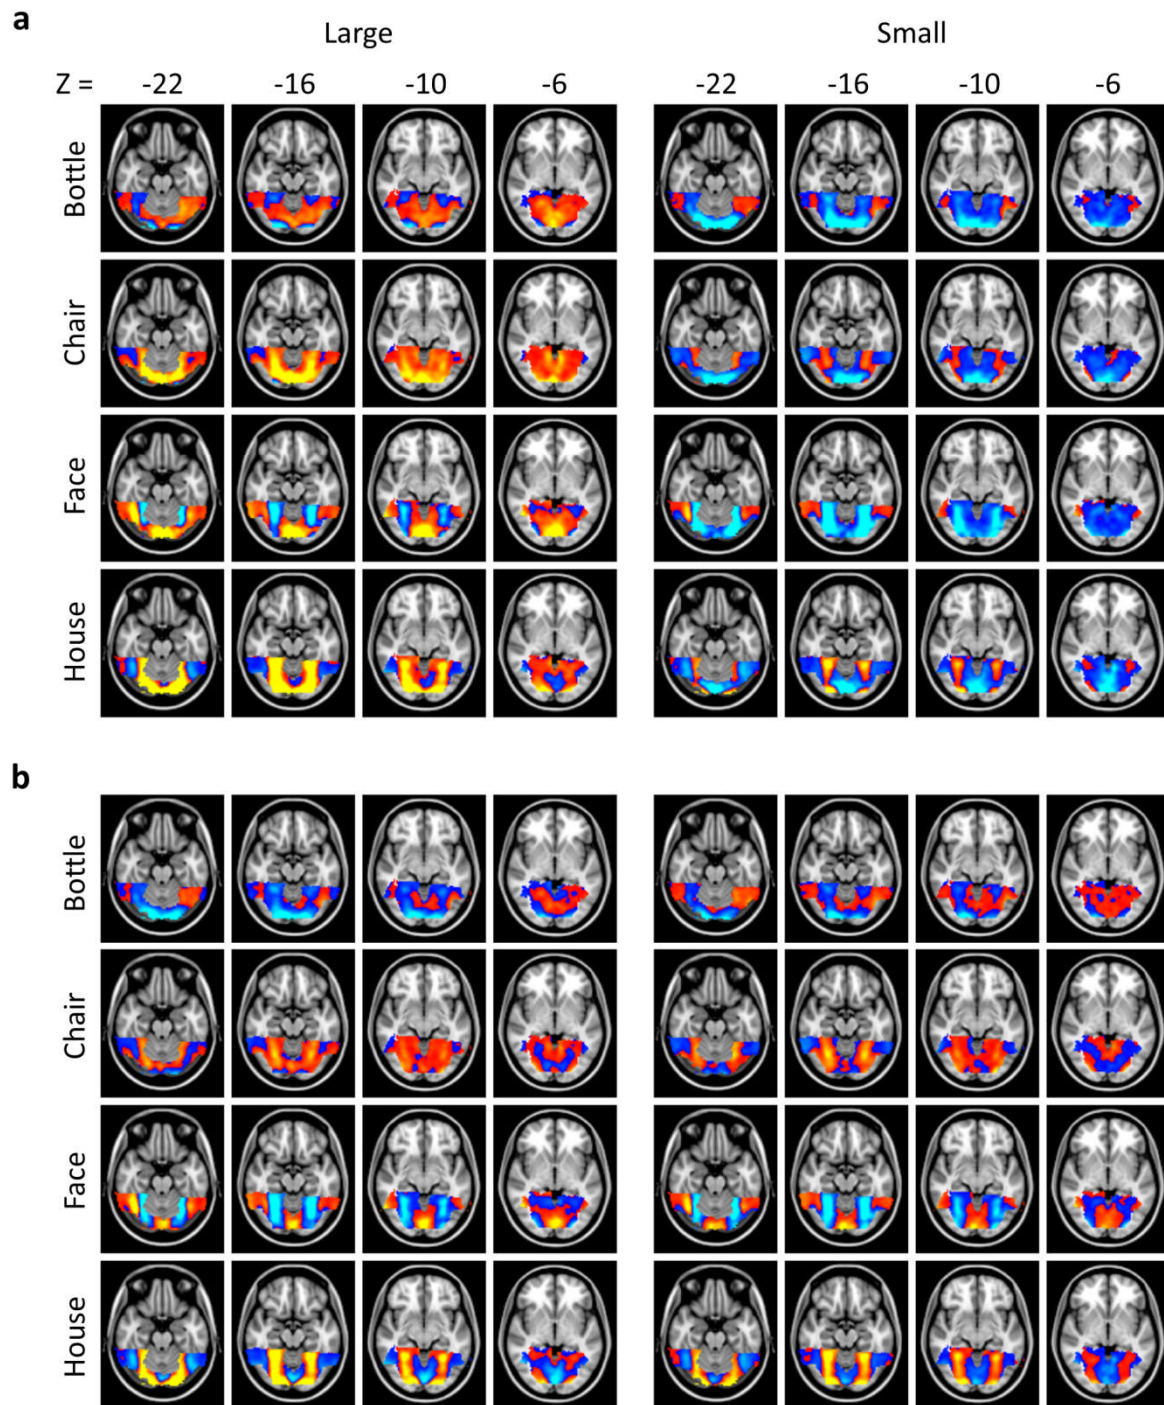 a
Large Small
Z = -22 -16 -10 -6 -22 -16 -10 -6
Bottle
Chair
Face
House
b
Bottle
Chair
Face
House